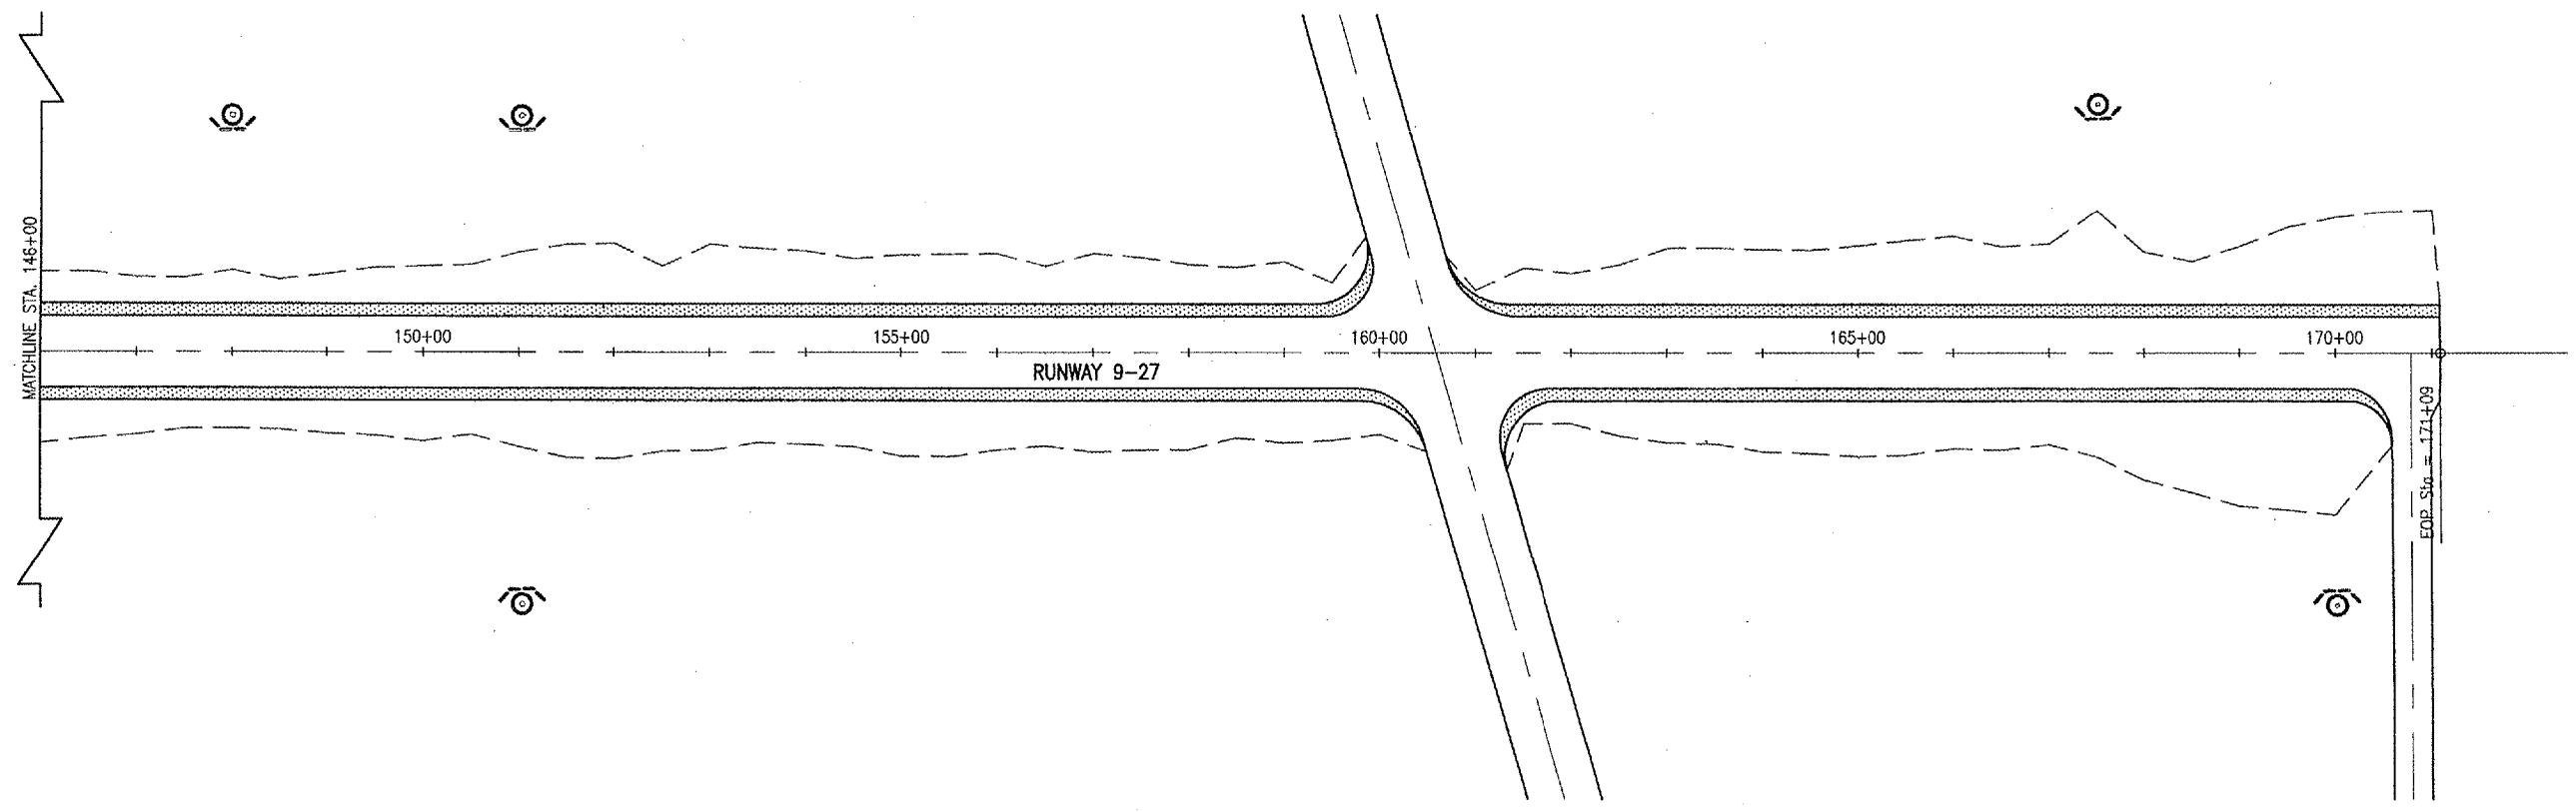 MATCHLINE STA. 146+00
150+00
155+00
160+00
165+00
170+00
RUNWAY 9-27
EOP Sta = 171+09